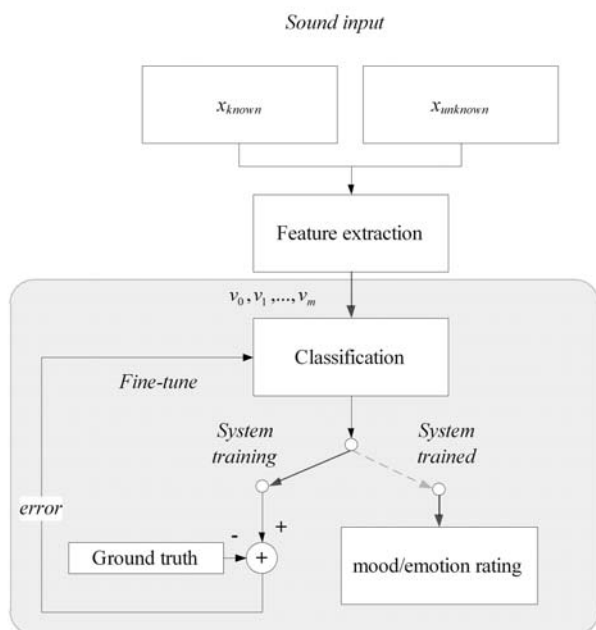 Sound input
x_known
x_unknown
Feature extraction
v_0, v_1, ..., v_m
Classification
Fine-tune
System
training
System
trained
error
-
+
Ground truth
+
mood/emotion rating